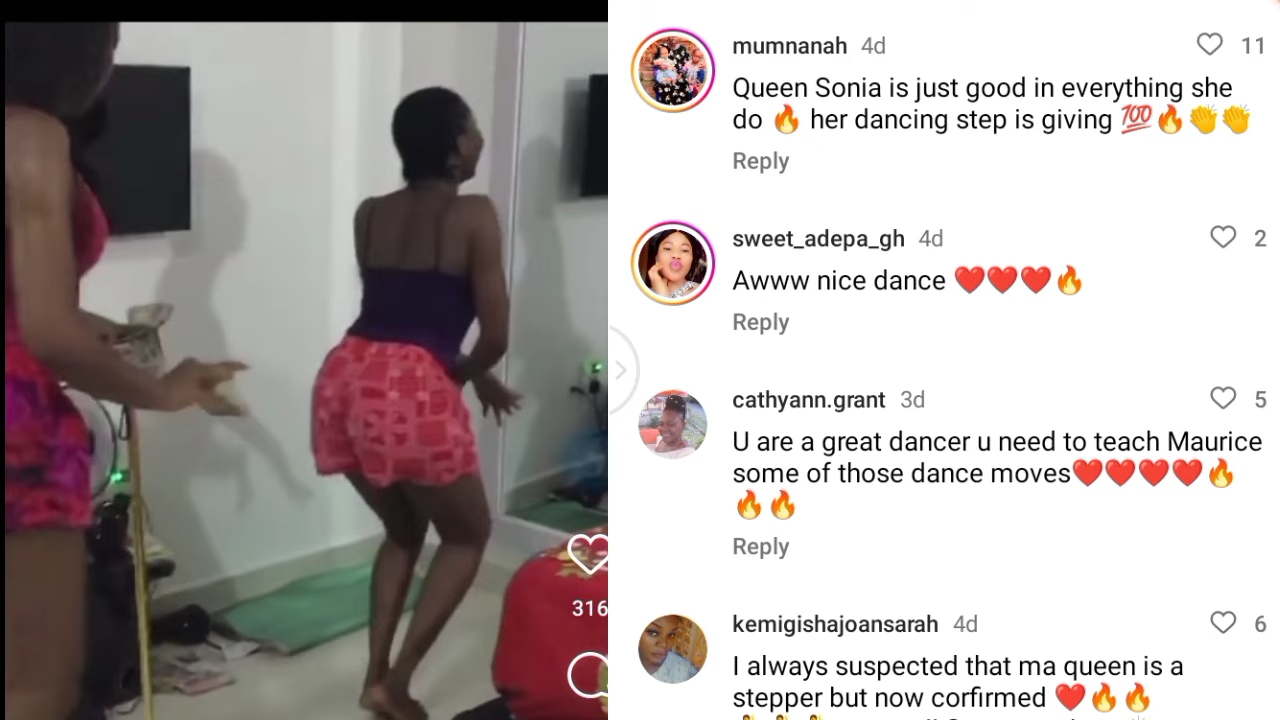 316
mumnanah 4d 11
Queen Sonia is just good in everything she
do 🔥 her dancing step is giving 💯🔥👏👏
Reply
sweet_adepa_gh 4d 2
Awww nice dance ❤️❤️❤️🔥
Reply
cathyann.grant 3d 5
U are a great dancer u need to teach Maurice
some of those dance moves❤️❤️❤️❤️🔥
🔥🔥
Reply
kemigishajoansarah 4d 6
I always suspected that ma queen is a
stepper but now corfirmed ❤️🔥🔥